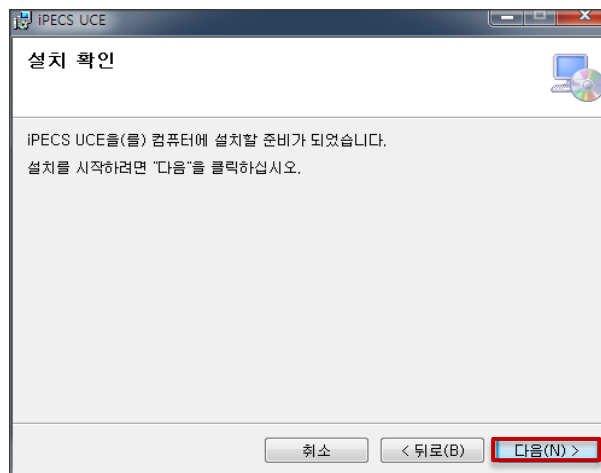 iPECS UCE
설치 확인
iPECS UCE을(를) 컴퓨터에 설치할 준비가 되었습니다.
설치를 시작하려면 "다음"을 클릭하십시오.
취소
< 뒤로(B)
다음(N) >